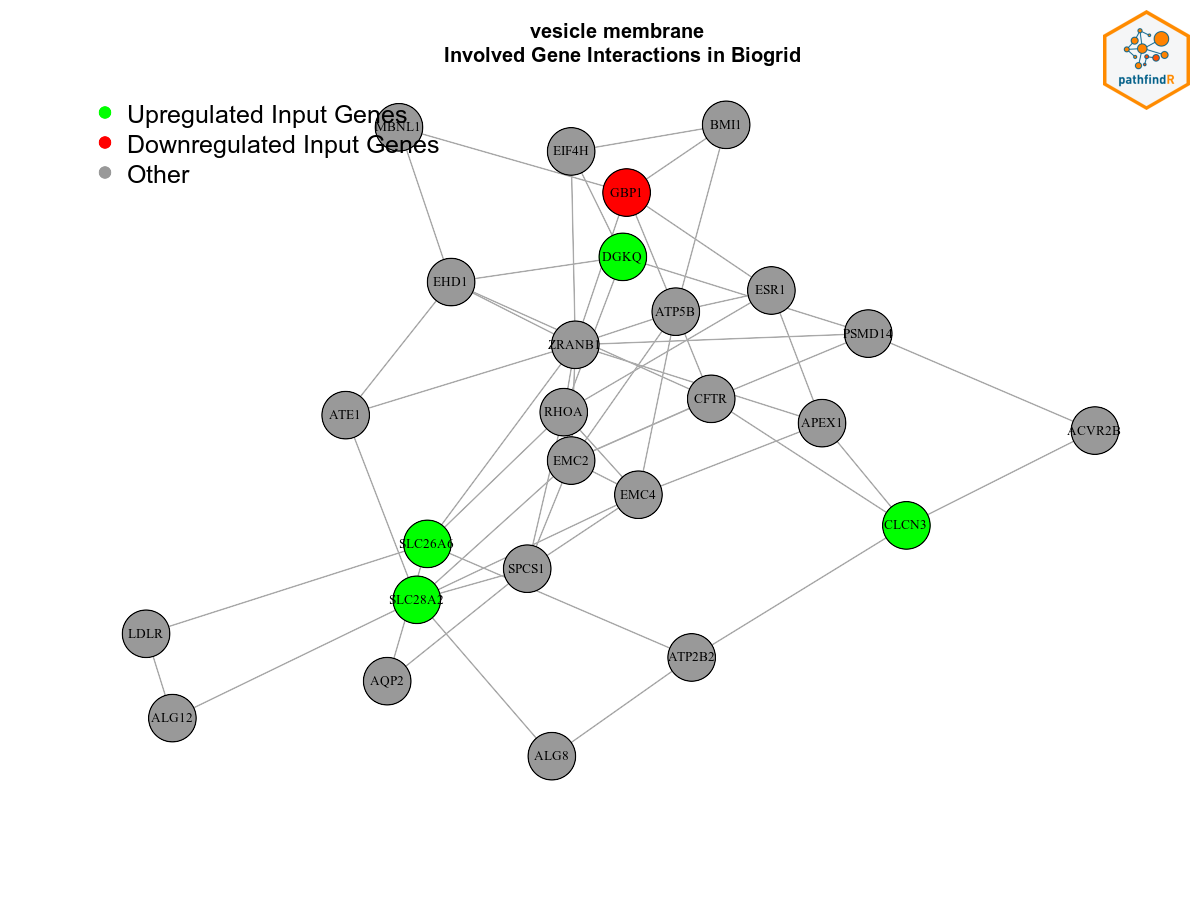 vesicle membrane
Involved Gene Interactions in Biogrid
pathfindR
Upregulated Input Genes
Downregulated Input Genes
Other
MBNL1
EIF4H
BMI1
GBP1
DGKQ
EHD1
ESR1
ATP5B
PSMD14
ZRANB1
CFTR
RHOA
ATE1
APEX1
ACVR2B
EMC2
EMC4
CLCN3
SLC26A6
SPCS1
SLC28A2
LDLR
ATP2B2
AQP2
ALG12
ALG8